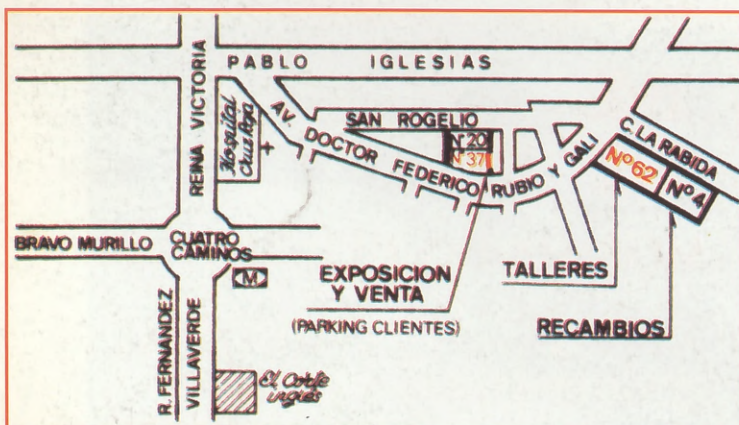 PABLO IGLESIAS
REINA VICTORIA
Hospital
Cruz Roja
SAN ROGELIO
Nº 20
Nº 37
AV. DOCTOR FEDERICO RUBIO Y GALI
C. LA RABIDA
Nº 62
Nº 4
BRAVO MURILLO
CUATRO
CAMINOS
M
EXPOSICION
Y VENTA
(PARKING CLIENTES)
TALLERES
RECAMBIOS
R. FERNANDEZ
VILLAVERDE
El Corte
inglés